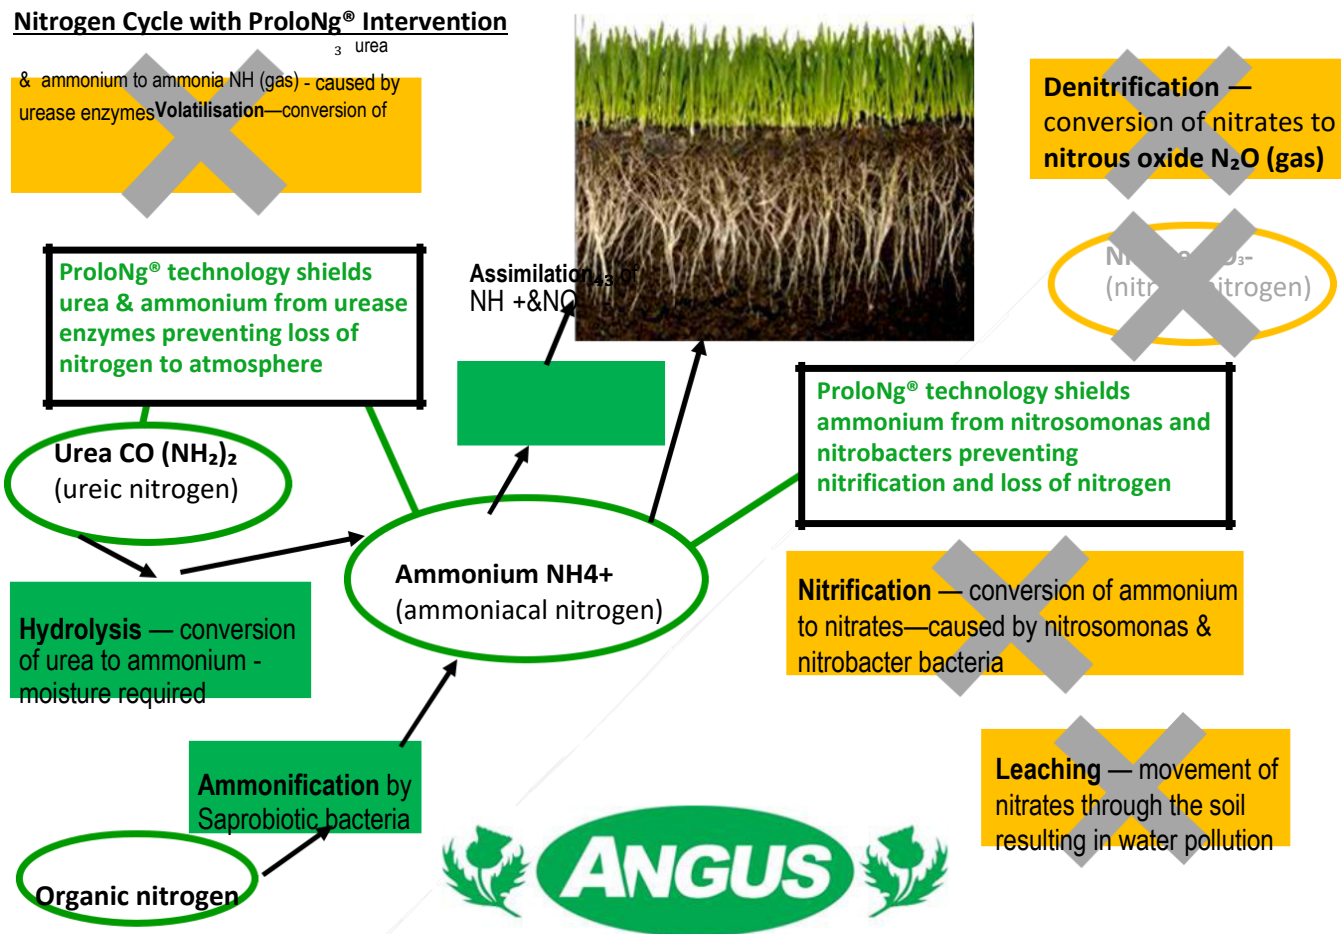 Nitrogen Cycle with ProloNg® Intervention
₃ urea
& ammonium to ammonia NH (gas) - caused by
urease enzymes Volatilisation—conversion of
Denitrification —
conversion of nitrates to
nitrous oxide N₂O (gas)
(nitr nitrogen)
ProloNg® technology shields
urea & ammonium from urease
enzymes preventing loss of
nitrogen to atmosphere
Assimilation ₄₃ of
NH +&NO
ProloNg® technology shields
ammonium from nitrosomonas and
nitrobacters preventing
nitrification and loss of nitrogen
Urea CO (NH₂)₂
(ureic nitrogen)
Ammonium NH4+
(ammoniacal nitrogen)
Hydrolysis — conversion
of urea to ammonium -
moisture required
Nitrification — conversion of ammonium
to nitrates—caused by nitrosomonas &
nitrobacter bacteria
Ammonification by
Saprobiotic bacteria
Leaching — movement of
nitrates through the soil
resulting in water pollution
Organic nitrogen
ANGUS